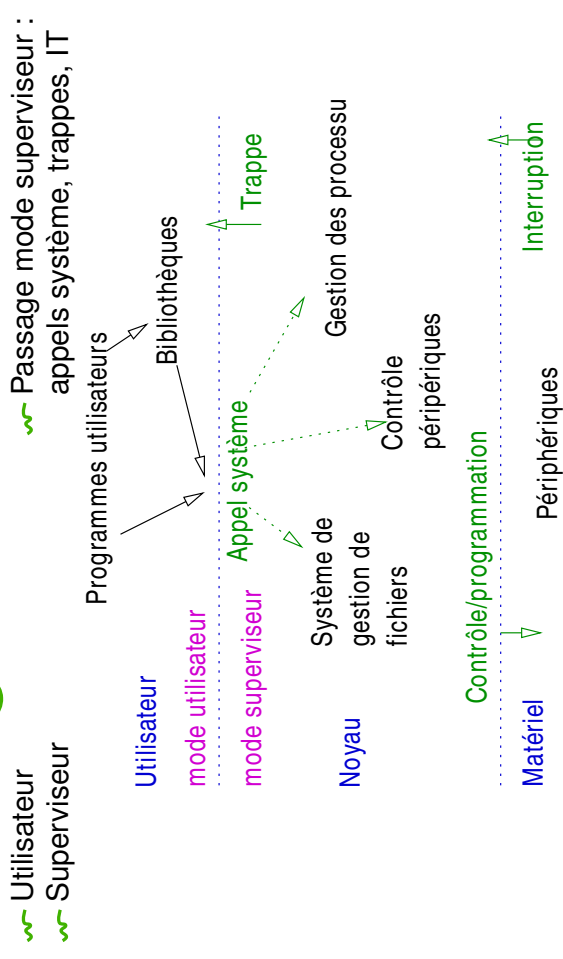 Utilisateur
Superviseur
Passage mode superviseur :
appels système, trappes, IT
Programmes utilisateurs
Utilisateur
Bibliothèques
mode utilisateur
mode superviseur
Appel système
Trappe
Système de
gestion de
fichiers
Gestion des processu
Noyau
Contrôle
péripériques
Contrôle/programmation
Interruption
Matériel
Périphériques